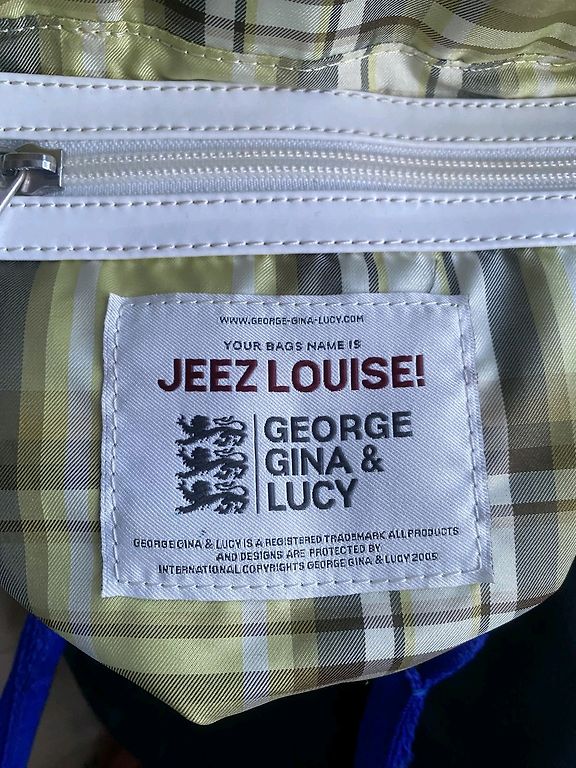 WWW.GEORGE-GINA-LUCY.COM
YOUR BAGS NAME IS
JEEZ LOUISE!
GEORGE
GINA &
LUCY
GEORGE GINA & LUCY IS A REGISTERED TRADEMARK ALL PRODUCTS
AND DESIGNS ARE PROTECTED BY
INTERNATIONAL COPYRIGHTS GEORGE GINA & LUCY 2005